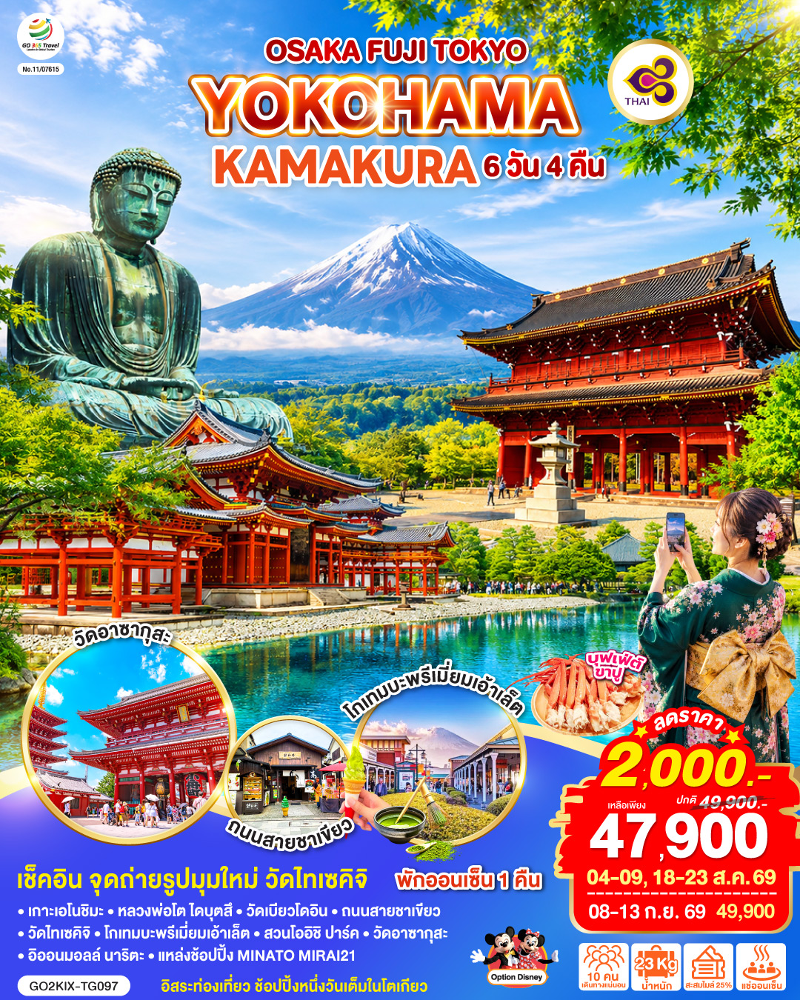 GO 365 Travel
Leaders in Global Tourism
No.11/07615
OSAKA FUJI TOKYO
YOKOHAMA
KAMAKURA 6 วัน 4 คืน
THAI
วัดอาซากุสะ
ถนนสายชาเขียว
โกเทมบะพรีเมี่ยมเอ้าเล็ต
บุฟเฟ่ต์
ขาปู
ลดราคา
2,000.-
เหลือเพียง ปกติ 49,900.-
47,900
04-09, 18-23 ส.ค. 69
08-13 ก.ย. 69 49,900
เช็คอิน จุดถ่ายรูปมุมใหม่ วัดไทเซคิจิ
พักออนเซ็น 1 คืน
• เกาะเอโนชิมะ • หลวงพ่อโต ไดบุตสึ • วัดเบียวโดอิน • ถนนสายชาเขียว
• วัดไทเซคิจิ • โกเทมบะพรีเมี่ยมเอ้าเล็ต • สวนโออิชิ ปาร์ค • วัดอาซากุสะ
• อิออนมอลล์ นาริตะ • แหล่งช้อปปิ้ง MINATO MIRAI21
GO2KIX-TG097
อิสระท่องเที่ยว ช้อปปิ้งหนึ่งวันเต็มในโตเกียว
Option Disney
10 คน
เดินทางแน่นอน
23 Kg
น้ำหนัก
สะสมไมล์ 25%
แช่ออนเซ็น